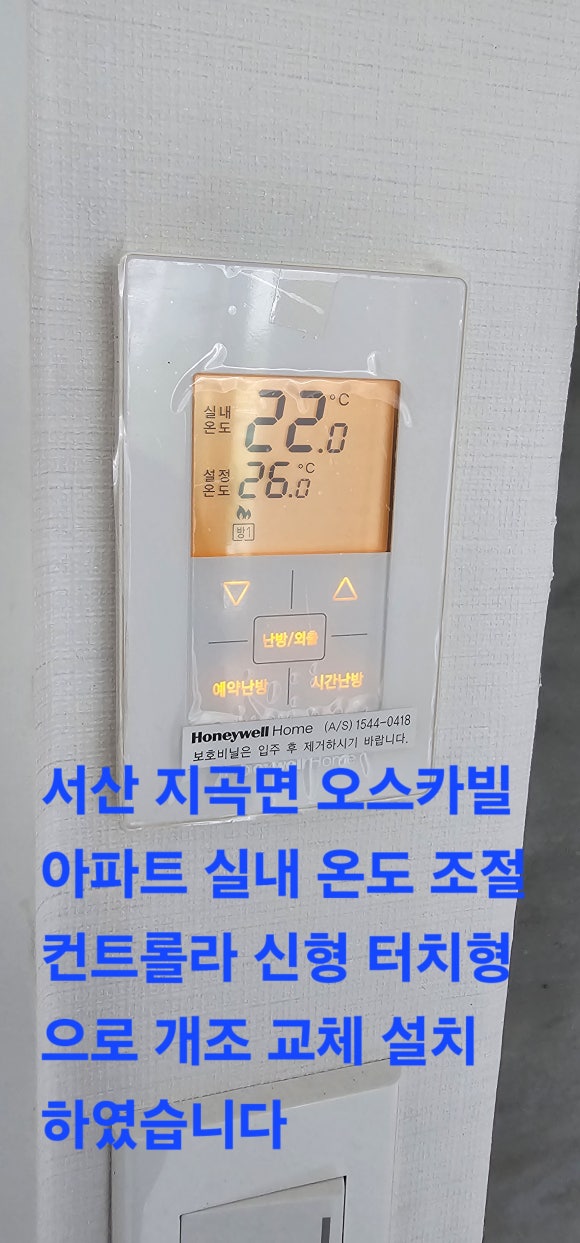 실내 온도 22.0 °C
설정 온도 26.0 °C
방1
난방/외출
예약난방 시간난방
Honeywell Home (A/S) 1544-0418
보호비닐은 입주 후 제거하시기 바랍니다.
서산 지곡면 오스카빌
아파트 실내 온도 조절
컨트롤라 신형 터치형
으로 개조 교체 설치
하였습니다